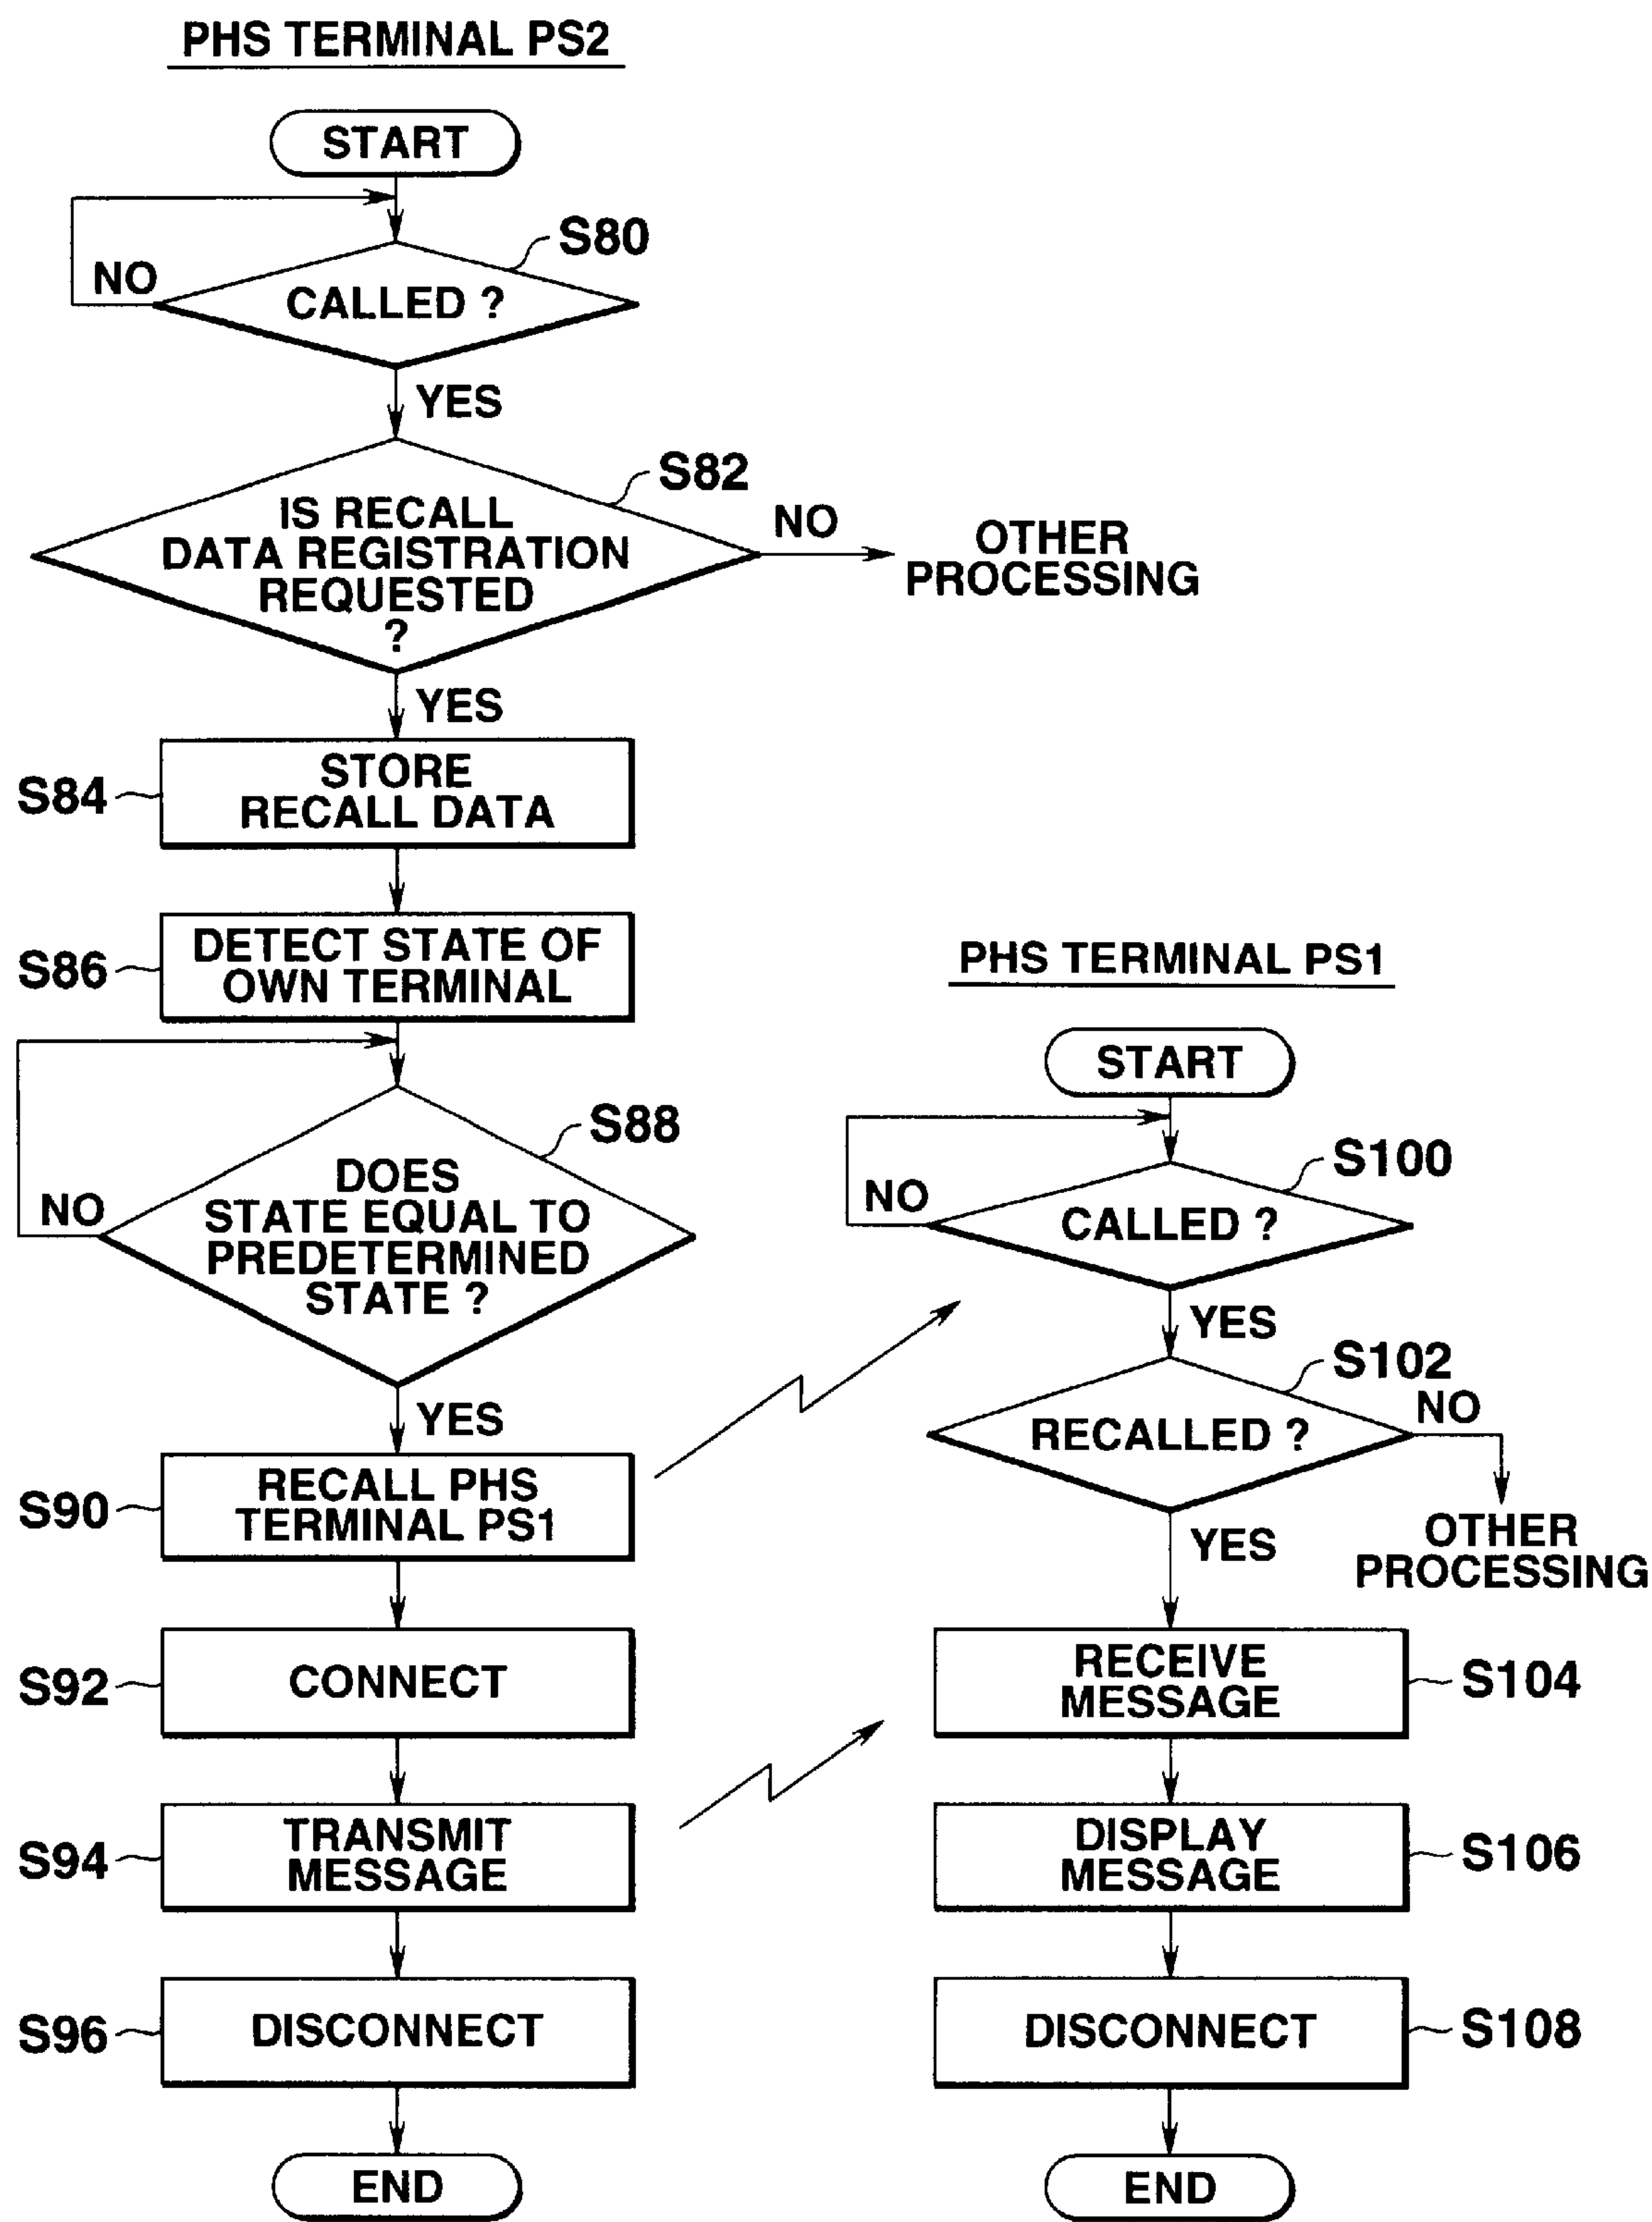 PHS TERMINAL PS2
START
S80
NO
CALLED ?
YES
S82
IS RECALL
DATA REGISTRATION
REQUESTED
?
NO
OTHER
PROCESSING
YES
S84
STORE
RECALL DATA
S86
DETECT STATE OF
OWN TERMINAL
S88
NO
DOES
STATE EQUAL TO
PREDETERMINED
STATE ?
YES
S90
RECALL PHS
TERMINAL PS1
S92
CONNECT
S94
TRANSMIT
MESSAGE
S96
DISCONNECT
END
PHS TERMINAL PS1
START
S100
NO
CALLED ?
YES
S102
RECALLED ?
NO
OTHER
PROCESSING
YES
RECEIVE
MESSAGE
S104
DISPLAY
MESSAGE
S106
DISCONNECT
S108
END